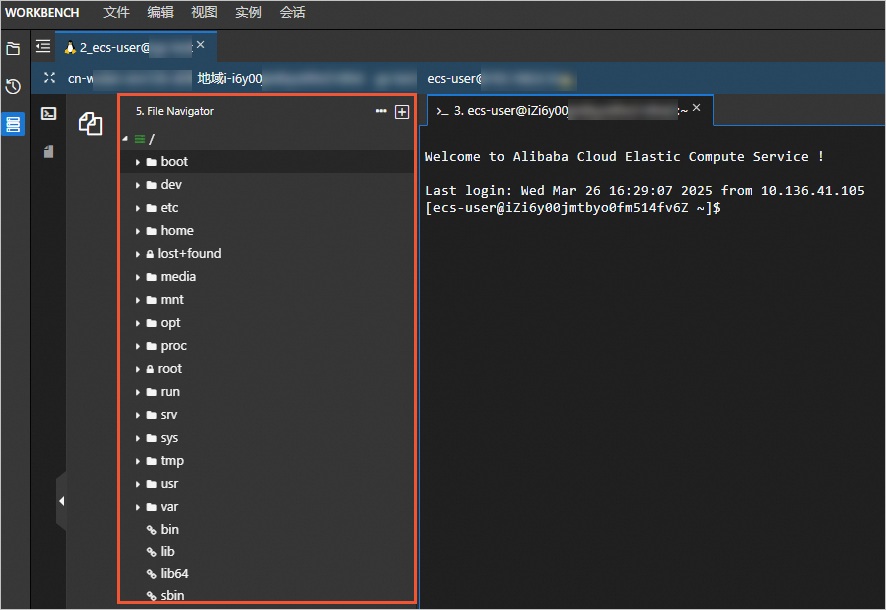 WORKBENCH 文件 编辑 视图 实例 会话
2_ecs-user@
cn-w 地域i-i6y00 ecs-user@
5. File Navigator
3. ecs-user@iZi6y00 :~
/
boot
dev
etc
home
lost+found
media
mnt
opt
proc
root
run
srv
sys
tmp
usr
var
bin
lib
lib64
sbin
Welcome to Alibaba Cloud Elastic Compute Service !
Last login: Wed Mar 26 16:29:07 2025 from 10.136.41.105
[ecs-user@iZi6y00jmtbyo0fm514fv6Z ~]$